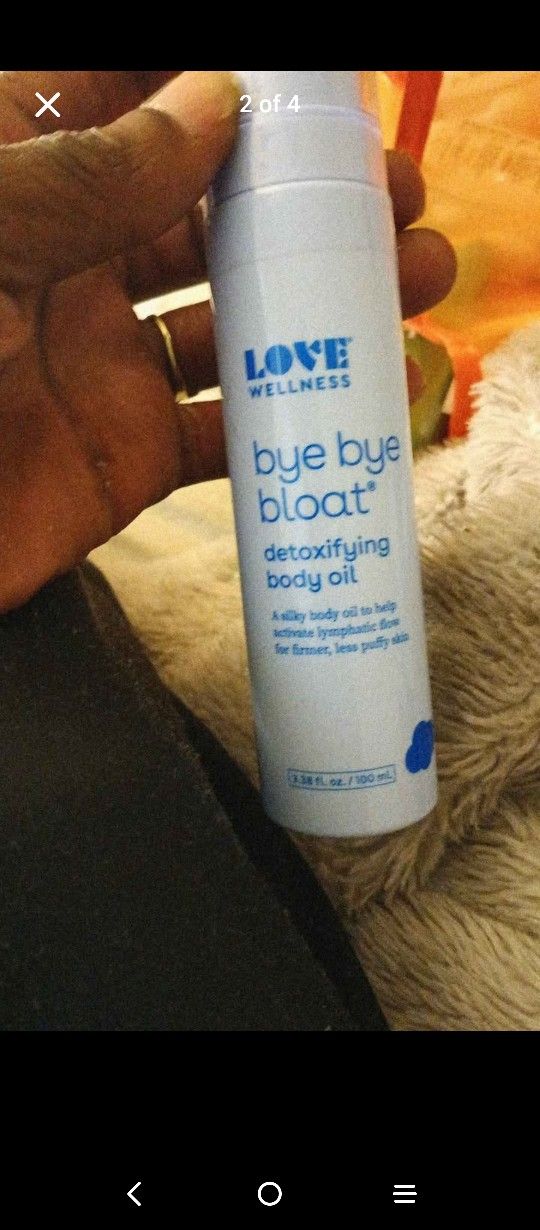 2 of 4
LOVE
WELLNESS
bye bye
bloat®
detoxifying
body oil
A silky body oil to help
activate lymphatic flow
for firmer, less puffy skin
3.38 fl. oz. / 100 mL